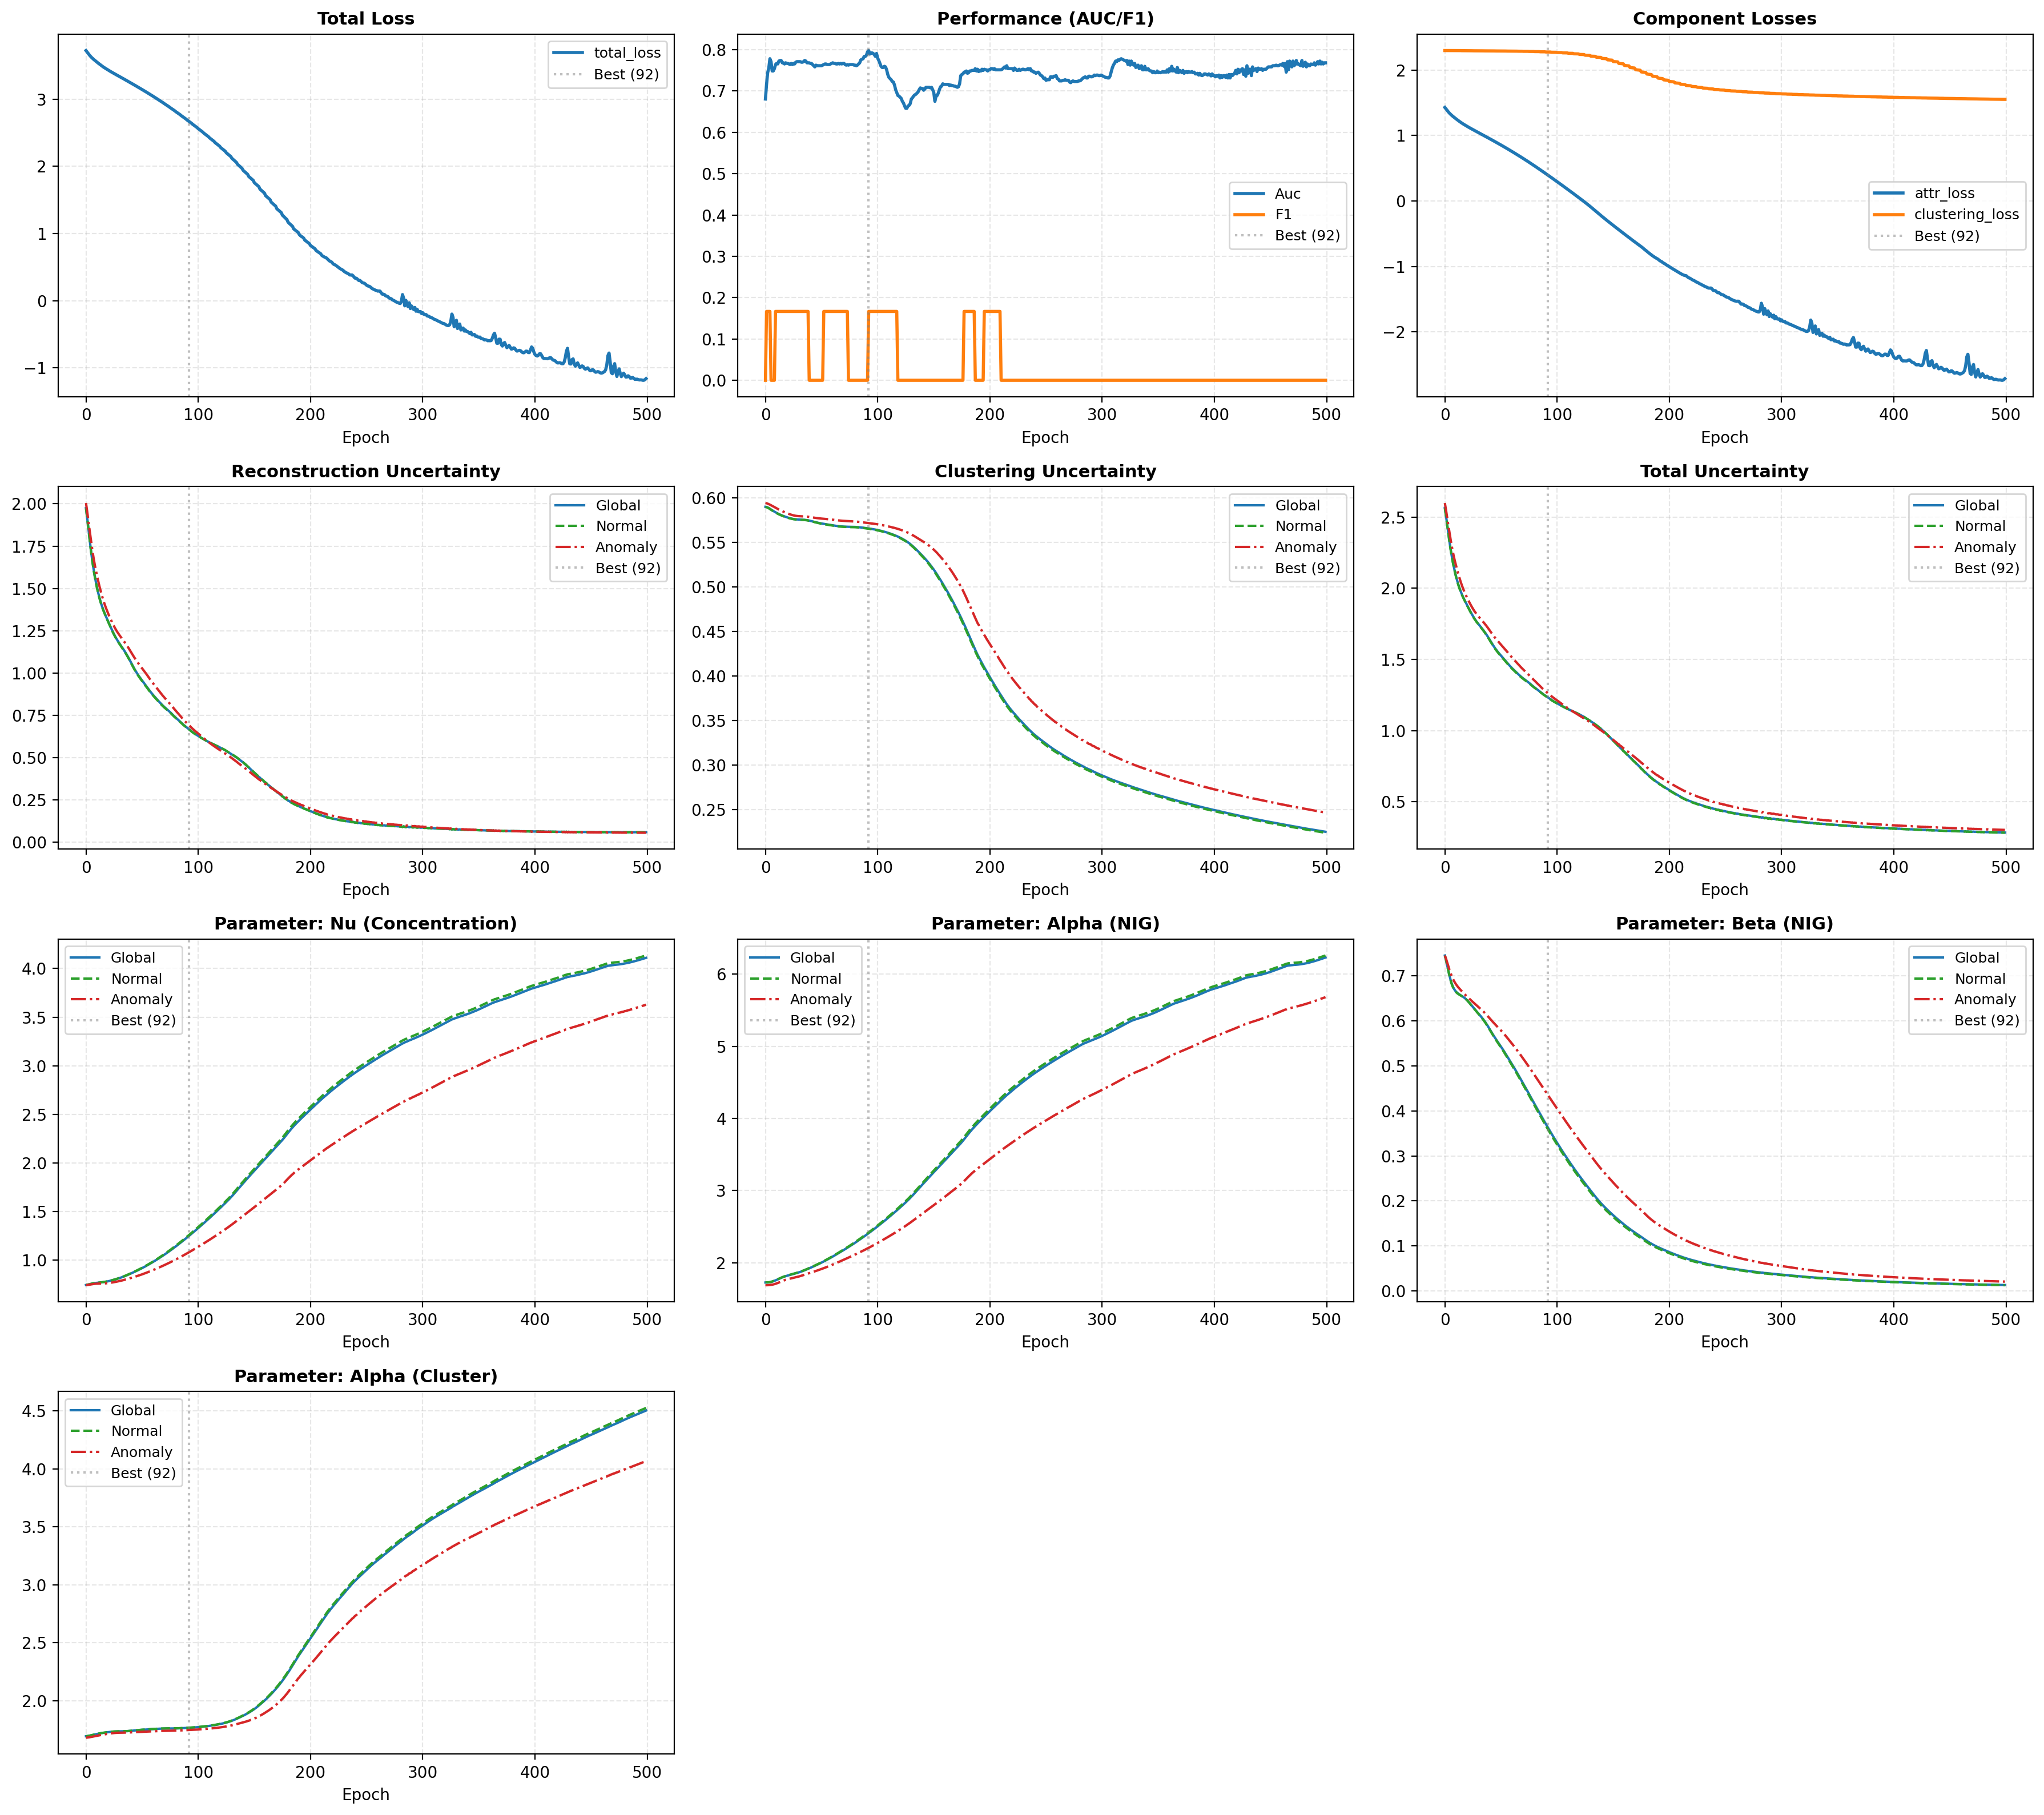 Total Loss
total_loss
Best (92)
3
2
1
0
−1
0
100
200
300
400
500
Epoch
Performance (AUC/F1)
0.8
0.7
0.6
0.5
0.4
0.3
0.2
0.1
0.0
Auc
F1
Best (92)
0
100
200
300
400
500
Epoch
Component Losses
2
1
0
−1
−2
attr_loss
clustering_loss
Best (92)
0
100
200
300
400
500
Epoch
Reconstruction Uncertainty
2.00
1.75
1.50
1.25
1.00
0.75
0.50
0.25
0.00
Global
Normal
Anomaly
Best (92)
0
100
200
300
400
500
Epoch
Clustering Uncertainty
0.60
0.55
0.50
0.45
0.40
0.35
0.30
0.25
Global
Normal
Anomaly
Best (92)
0
100
200
300
400
500
Epoch
Total Uncertainty
2.5
2.0
1.5
1.0
0.5
Global
Normal
Anomaly
Best (92)
0
100
200
300
400
500
Epoch
Parameter: Nu (Concentration)
4.0
3.5
3.0
2.5
2.0
1.5
1.0
Global
Normal
Anomaly
Best (92)
0
100
200
300
400
500
Epoch
Parameter: Alpha (NIG)
6
5
4
3
2
Global
Normal
Anomaly
Best (92)
0
100
200
300
400
500
Epoch
Parameter: Beta (NIG)
0.7
0.6
0.5
0.4
0.3
0.2
0.1
0.0
Global
Normal
Anomaly
Best (92)
0
100
200
300
400
500
Epoch
Parameter: Alpha (Cluster)
4.5
4.0
3.5
3.0
2.5
2.0
Global
Normal
Anomaly
Best (92)
0
100
200
300
400
500
Epoch